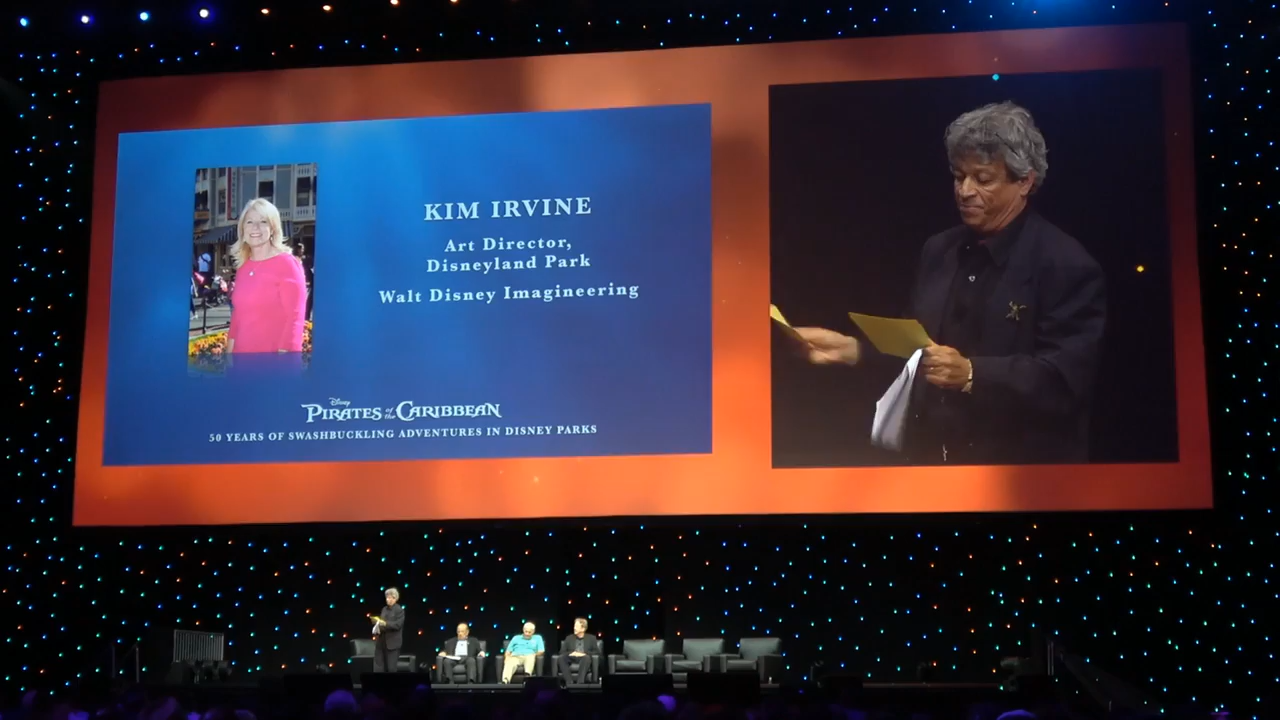 KIM IRVINE
Art Director,
Disneyland Park
Walt Disney Imagineering
Disney
PIRATES of the CARIBBEAN
50 YEARS OF SWASHBUCKLING ADVENTURES IN DISNEY PARKS